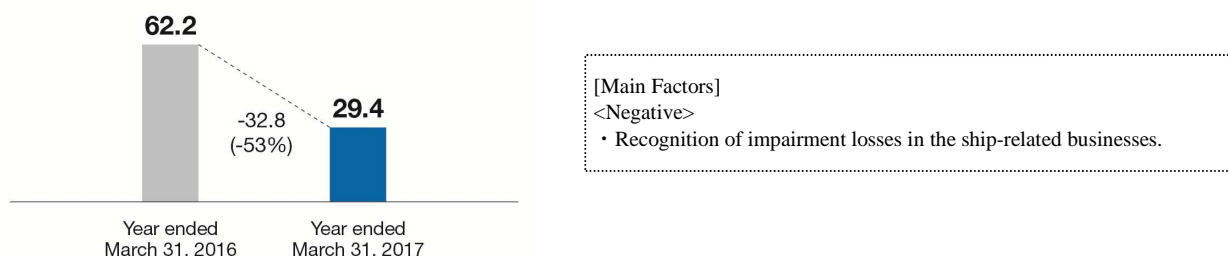 62.2
29.4
-32.8
(-53%)
Year ended
March 31, 2016
Year ended
March 31, 2017
[Main Factors]
<Negative>
・Recognition of impairment losses in the ship-related businesses.